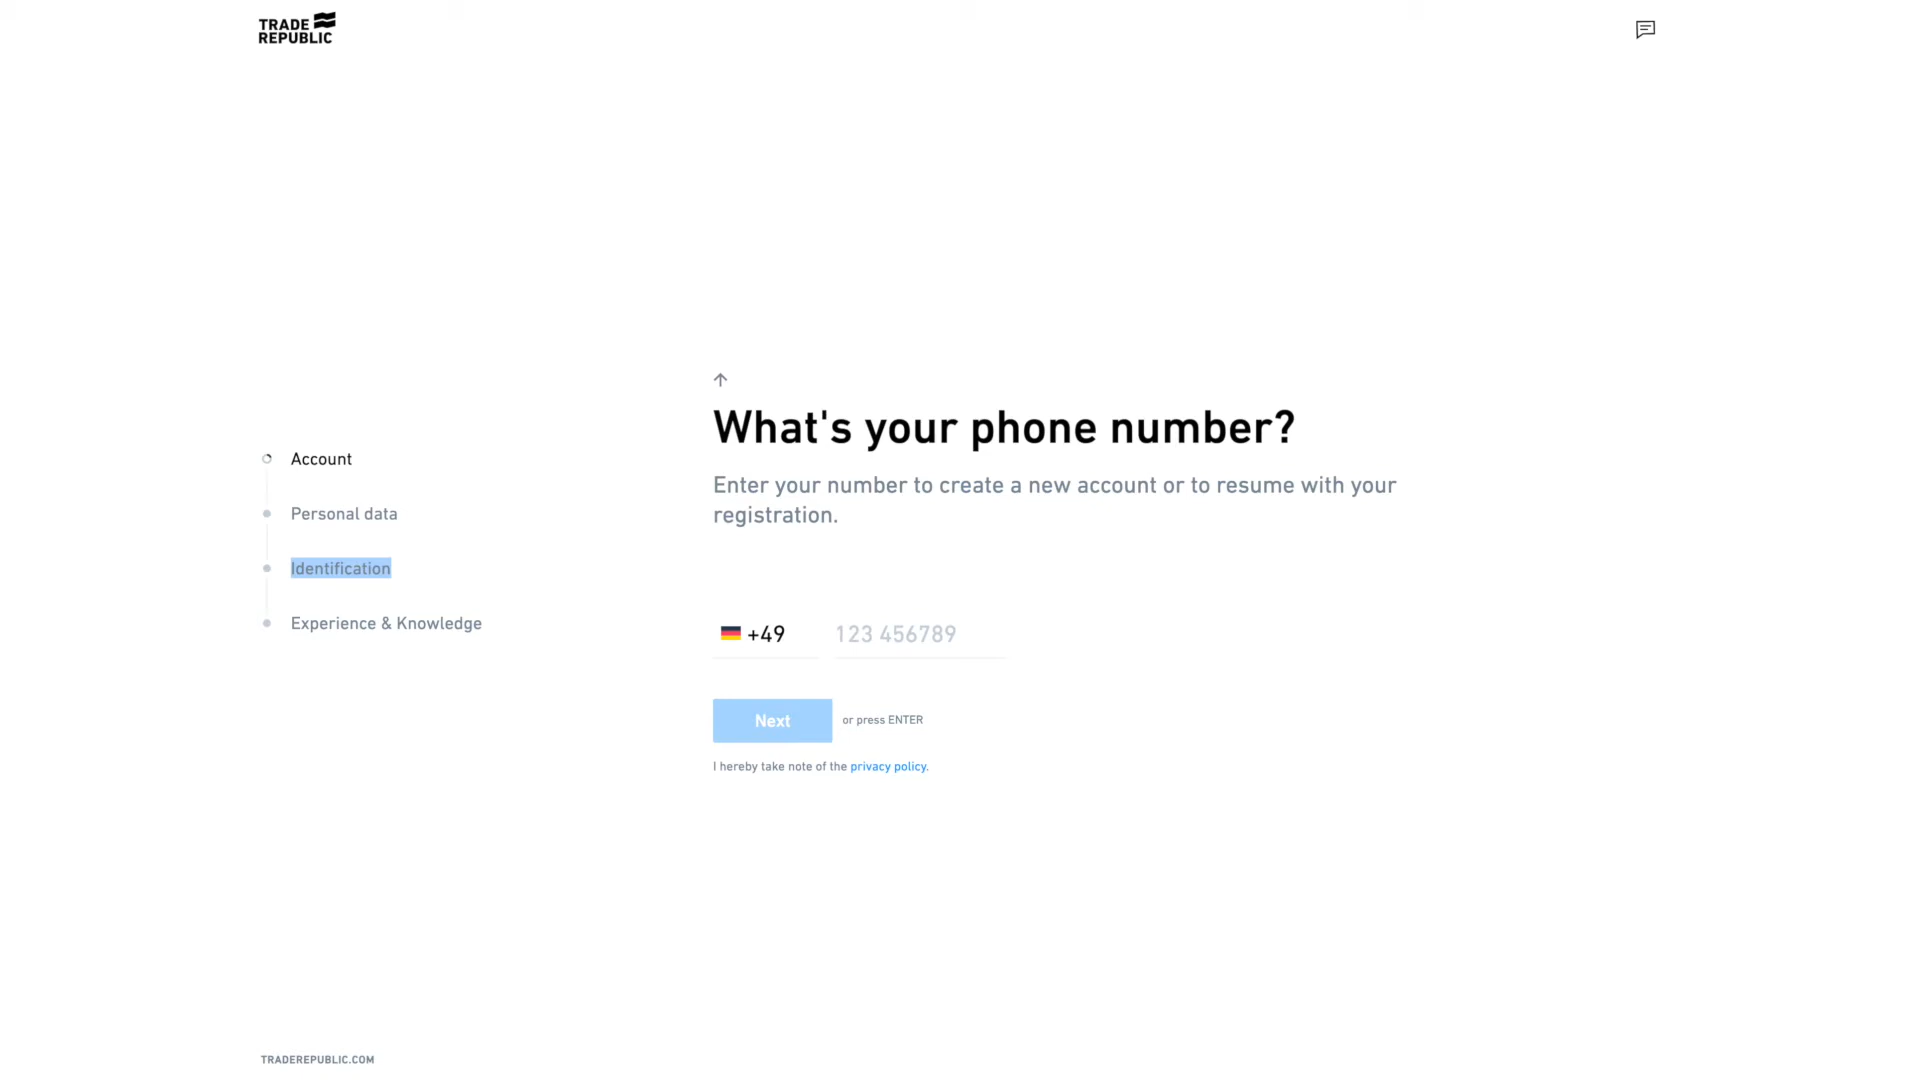 TRADE
REPUBLIC
Account
Personal data
Identification
Experience & Knowledge
What's your phone number?
Enter your number to create a new account or to resume with your
registration.
+49 123 456789
Next or press ENTER
I hereby take note of the privacy policy.
TRADEREPUBLIC.COM